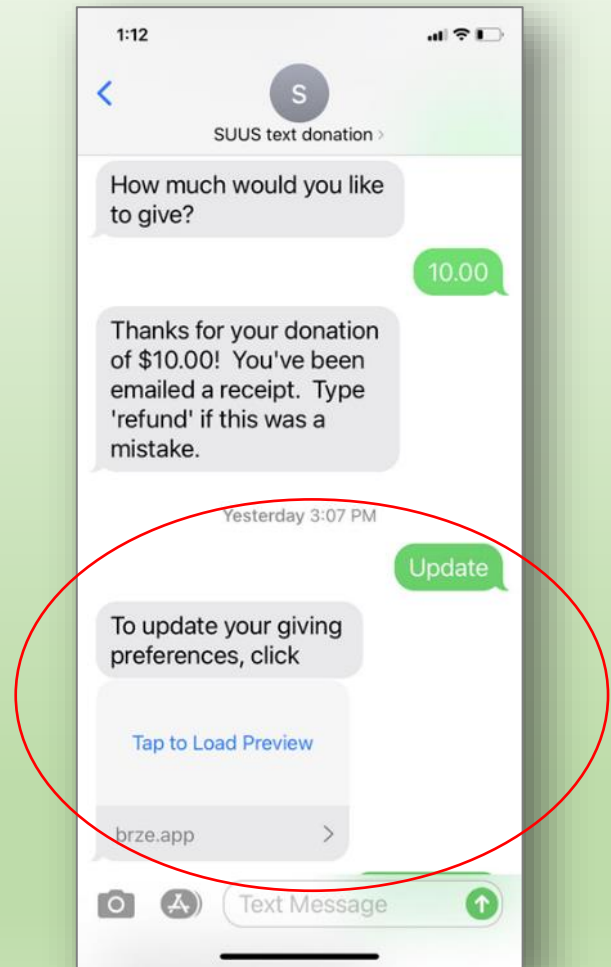 1:12
S
SUUS text donation >
How much would you like
to give?
10.00
Thanks for your donation
of $10.00!  You've been
emailed a receipt.  Type
'refund' if this was a
mistake.
Yesterday 3:07 PM
Update
To update your giving
preferences, click
Tap to Load Preview
brze.app
Text Message